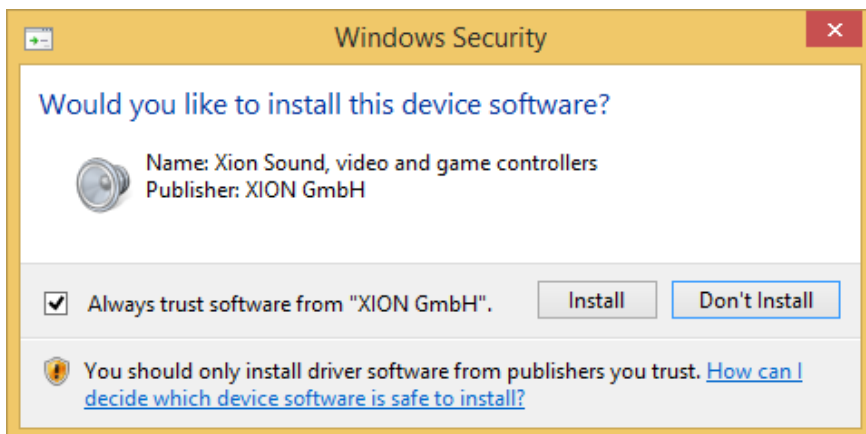 Windows Security
Would you like to install this device software?
Name: Xion Sound, video and game controllers
Publisher: XION GmbH
Always trust software from "XION GmbH".
Install
Don't Install
You should only install driver software from publishers you trust. How can I
decide which device software is safe to install?